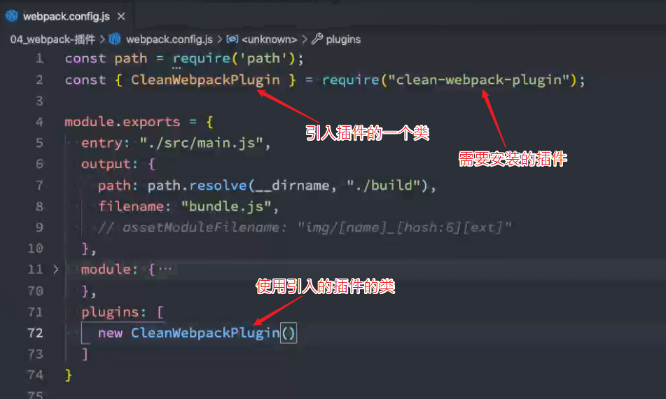 webpack.config.js ×
04_webpack-插件 > webpack.config.js > <unknown> > plugins
1 const path = require('path');
2 const { CleanWebpackPlugin } = require("clean-webpack-plugin");
3
引入插件的一个类
需要安装的插件
4 module.exports = {
5 entry: "./src/main.js",
6 output: {
7 path: path.resolve(__dirname, "./build"),
8 filename: "bundle.js",
9 // assetModuleFilename: "img/[name]_[hash:6][ext]"
10 },
11 > module: {⋯
70 },
使用引入的插件的类
71 plugins: [
72 new CleanWebpackPlugin()
73 ]
74 }
75